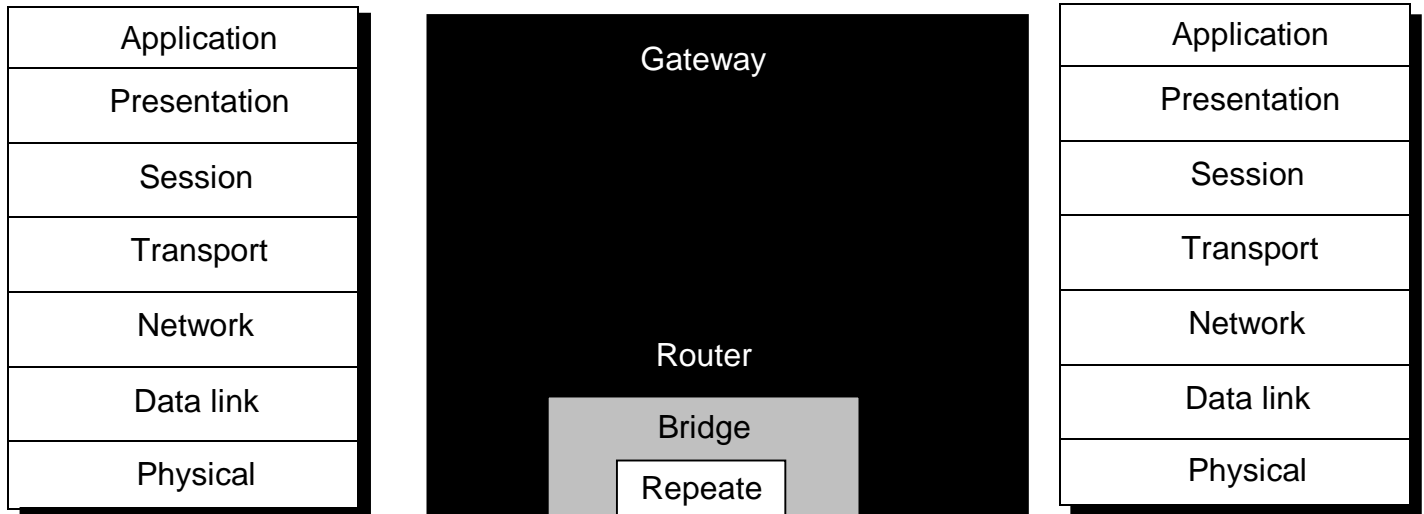 Application
Presentation
Session
Transport
Network
Data link
Physical
Gateway
Router
Bridge
Repeate
Application
Presentation
Session
Transport
Network
Data link
Physical